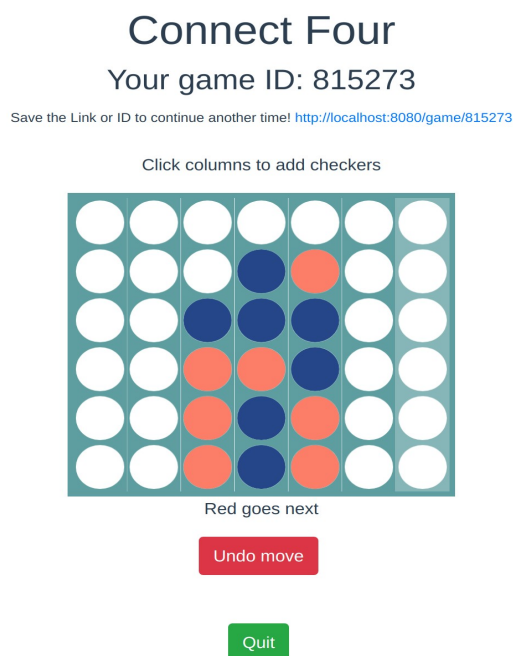 Connect Four
Your game ID: 815273
Save the Link or ID to continue another time! http://localhost:8080/game/815273
Click columns to add checkers
Red goes next
Undo move
Quit